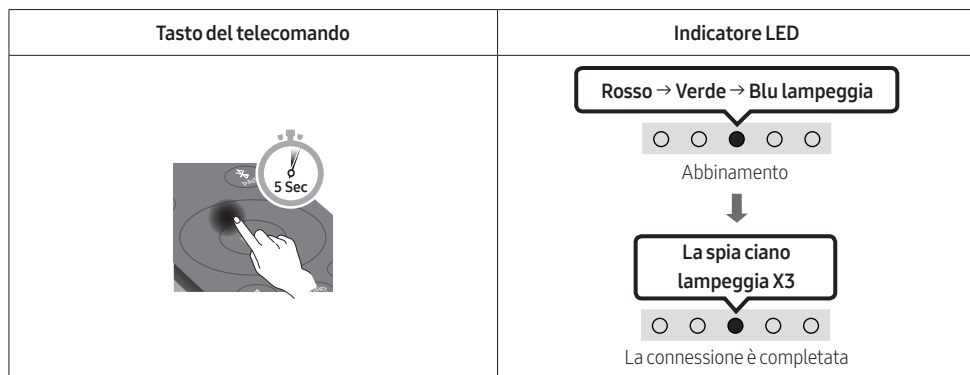 Tasto del telecomando
Indicatore LED
5 Sec
PAIR
Rosso → Verde → Blu lampeggia
Abbinamento
La spia ciano
lampeggia X3
La connessione è completata